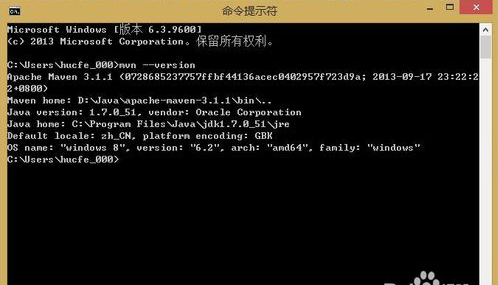 命令提示符
Microsoft Windows [版本 6.3.9600]
(c) 2013 Microsoft Corporation。保留所有权利。
C:\Users\hucfe_000>mvn --version
Apache Maven 3.1.1 (0728685237757ffbf44136acec0402957f723d9a; 2013-09-17 23:22:2
2+0800)
Maven home: D:\Java\apache-maven-3.1.1\bin\..
Java version: 1.7.0_51, vendor: Oracle Corporation
Java home: C:\Program Files\Java\jdk1.7.0_51\jre
Default locale: zh_CN, platform encoding: GBK
OS name: "windows 8", version: "6.2", arch: "amd64", family: "windows"
C:\Users\hucfe_000>